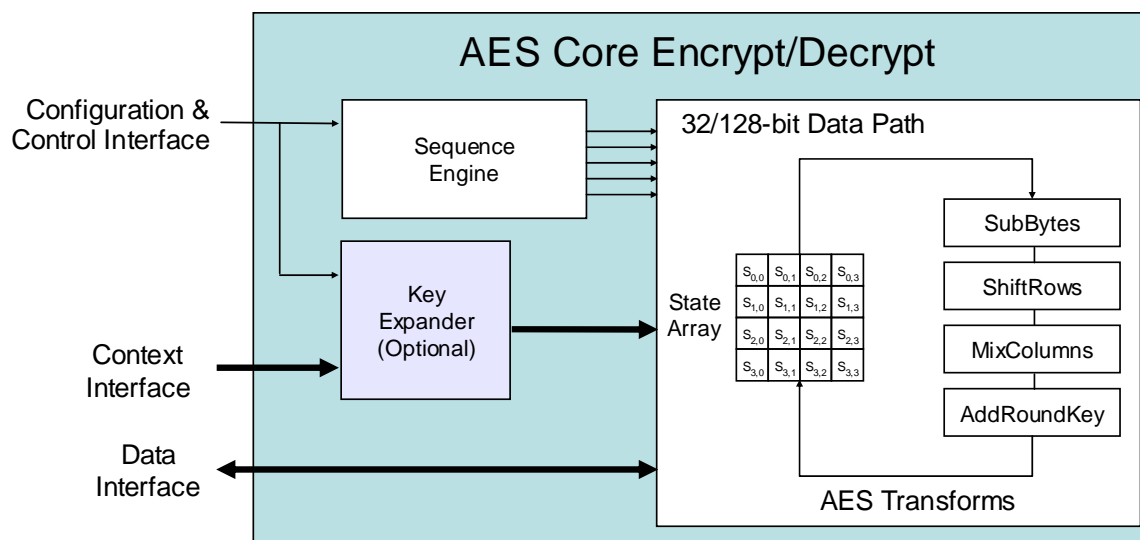 AES Core Encrypt/Decrypt
Configuration &
Control Interface
Sequence
Engine
32/128-bit Data Path
SubBytes
ShiftRows
MixColumns
AddRoundKey
State
Array
S0,0 S0,1 S0,2 S0,3
S1,0 S1,1 S1,2 S1,3
S2,0 S2,1 S2,2 S2,3
S3,0 S3,1 S3,2 S3,3
Key
Expander
(Optional)
Context
Interface
Data
Interface
AES Transforms